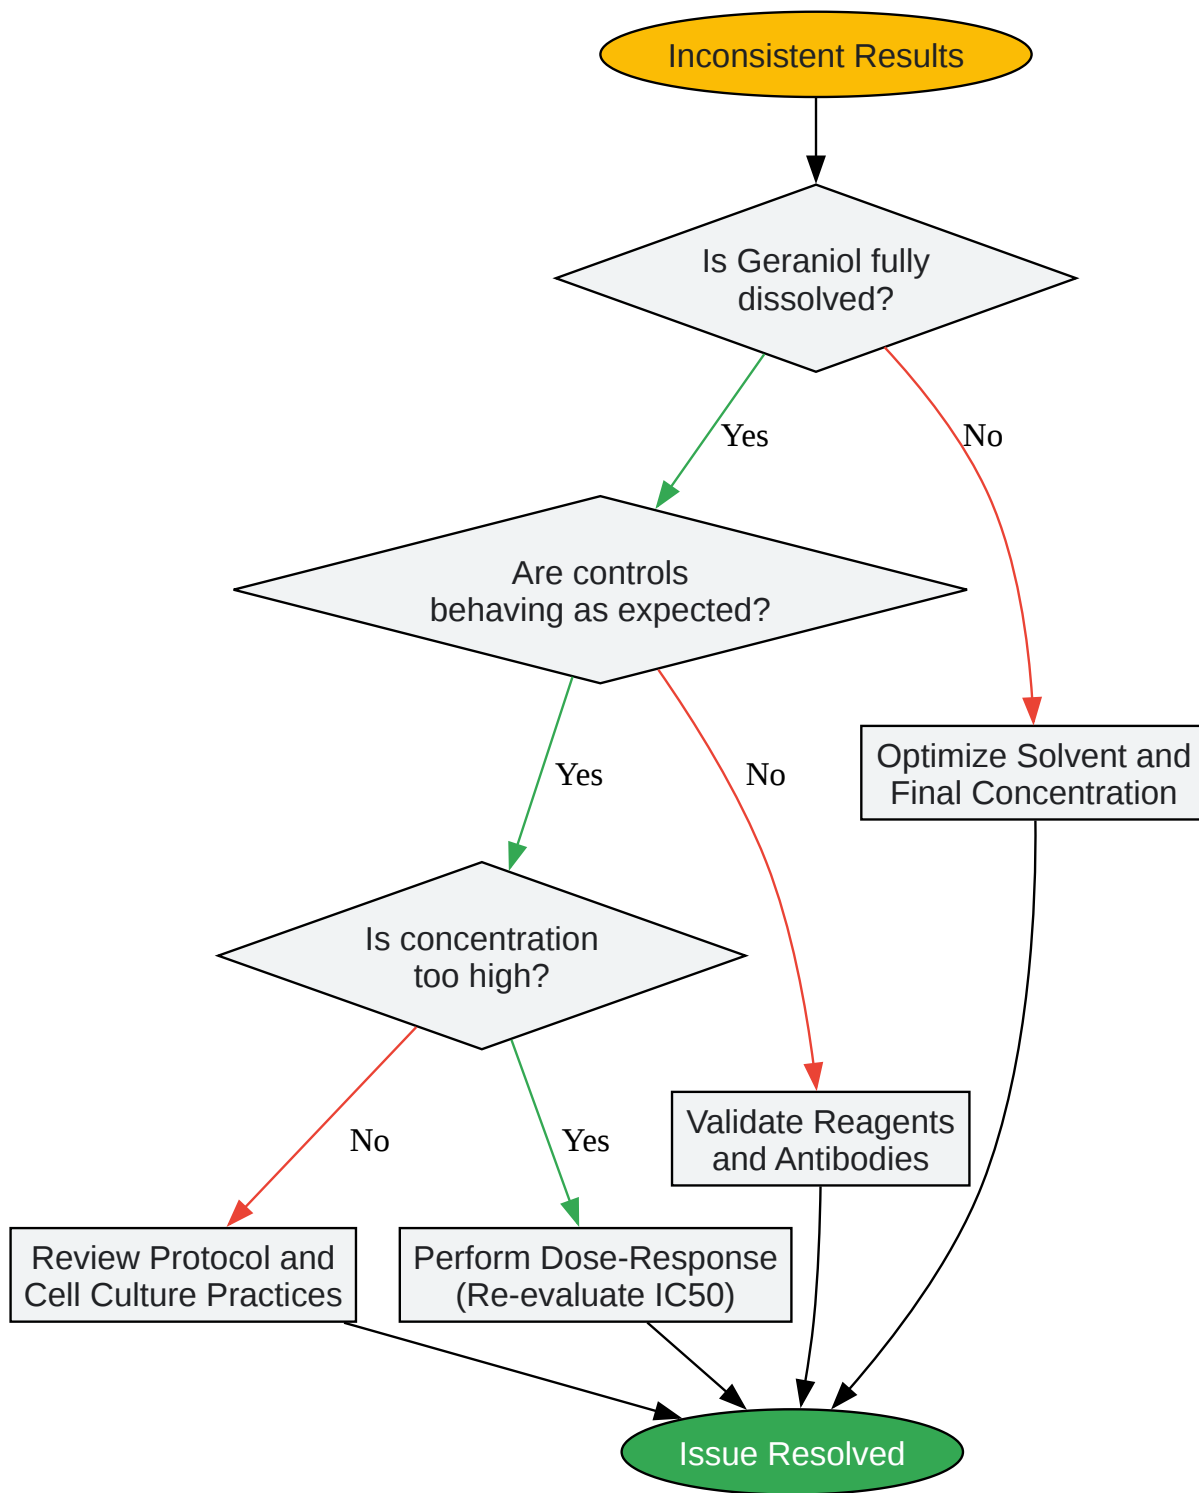 Inconsistent Results
Is Geraniol fully
dissolved?
Yes
No
Are controls
behaving as expected?
Yes
No
Optimize Solvent and
Final Concentration
Is concentration
too high?
No
Yes
Validate Reagents
and Antibodies
Review Protocol and
Cell Culture Practices
Perform Dose-Response
(Re-evaluate IC50)
Issue Resolved